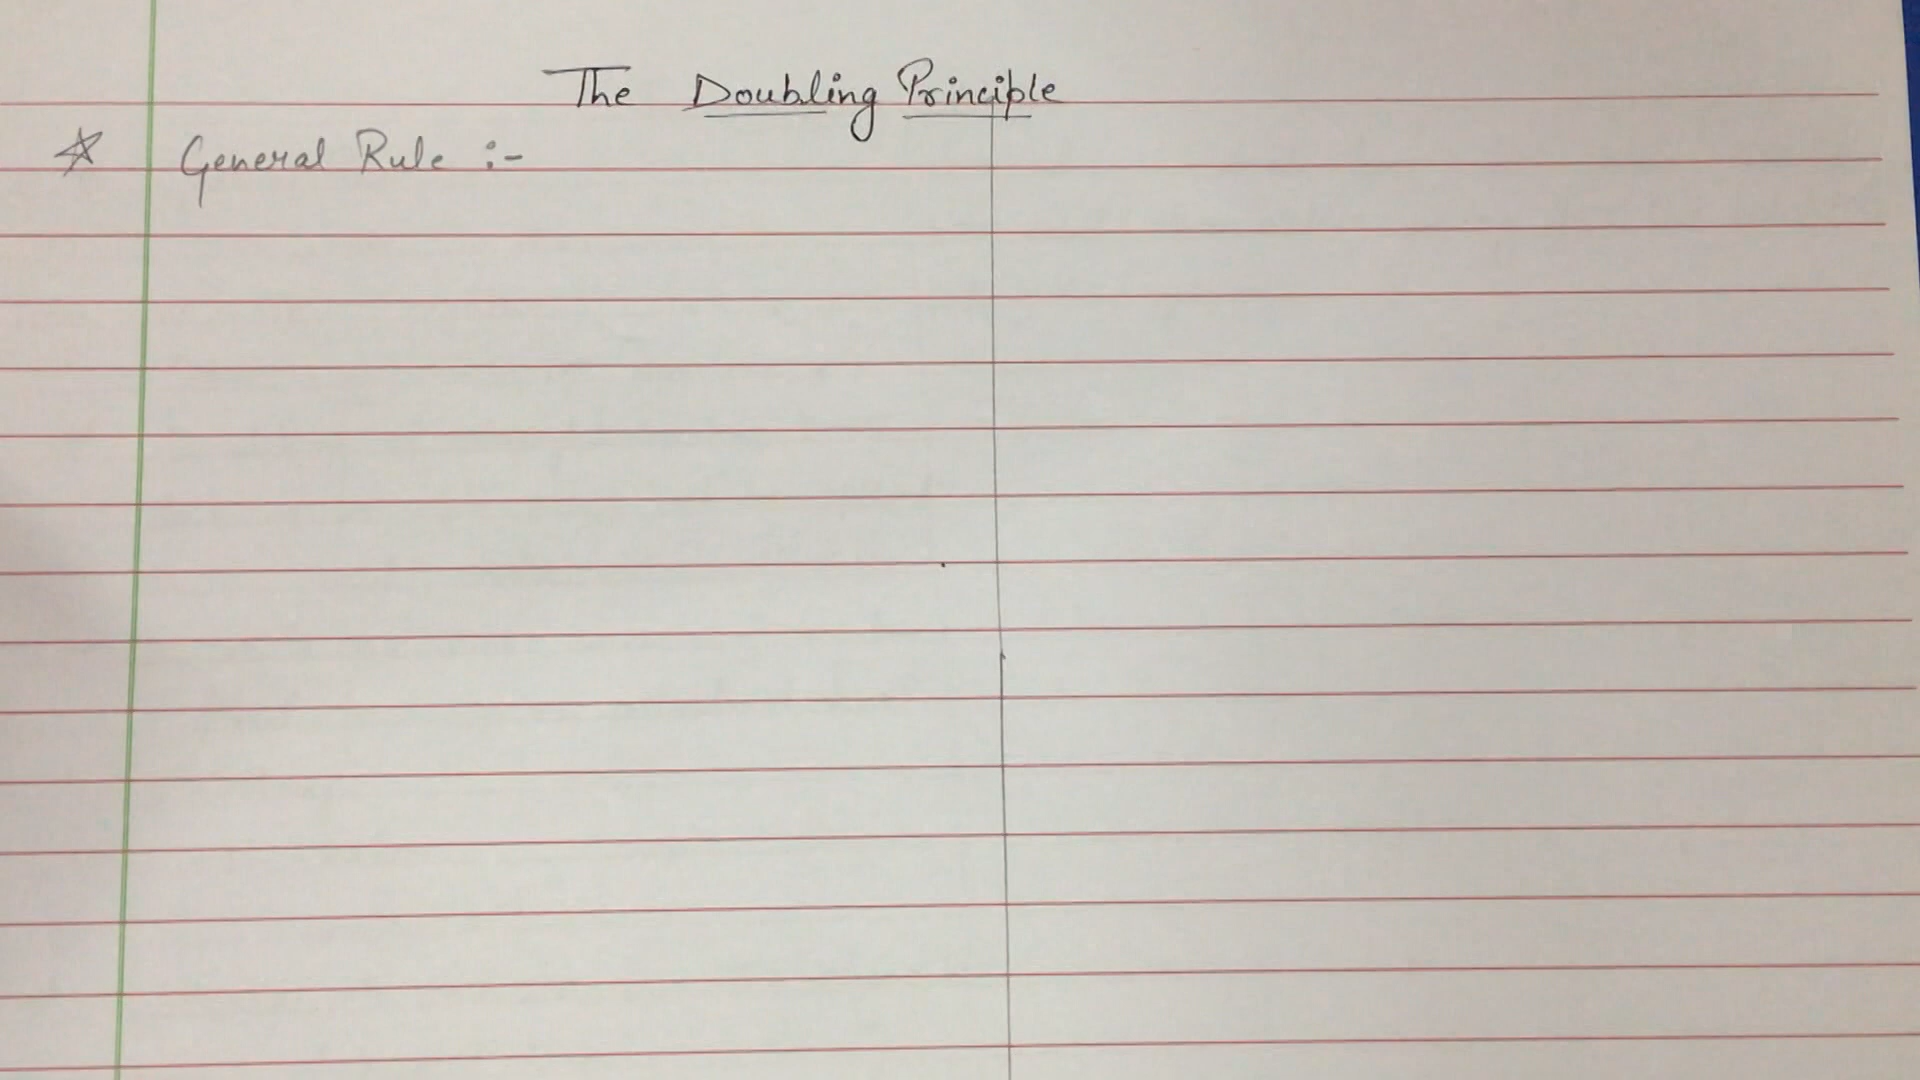 The Doubling Principle
☆ General Rule :-